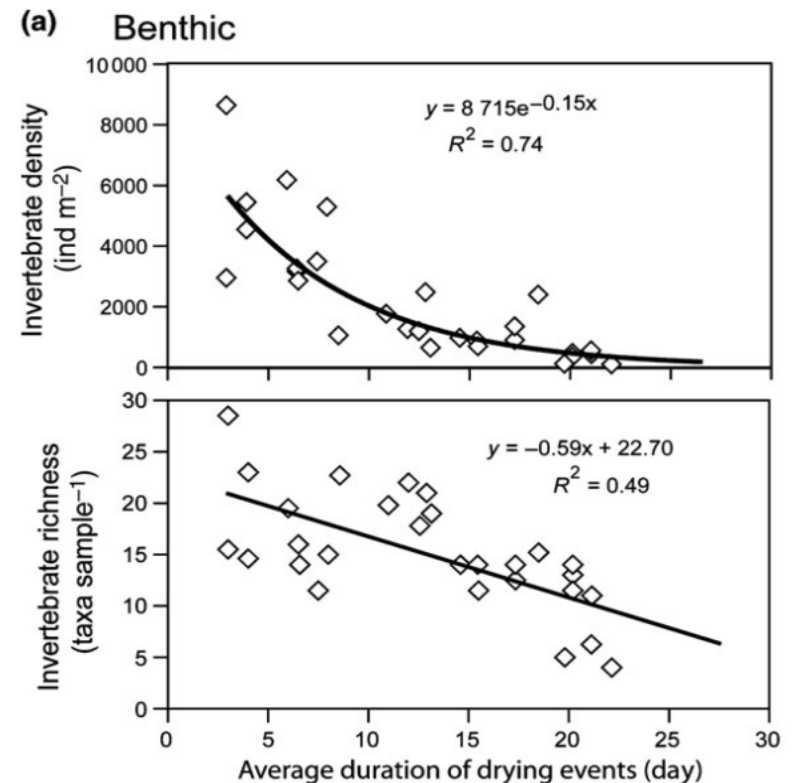 (a) Benthic
10 000
8000
6000
4000
2000
0
Invertebrate density
(ind m⁻²)
y = 8 715e⁻⁰·¹⁵ˣ
R² = 0.74
30
25
20
15
10
5
0
Invertebrate richness
(taxa sample⁻¹)
y = –0.59x + 22.70
R² = 0.49
0 5 10 15 20 25 30
Average duration of drying events (day)